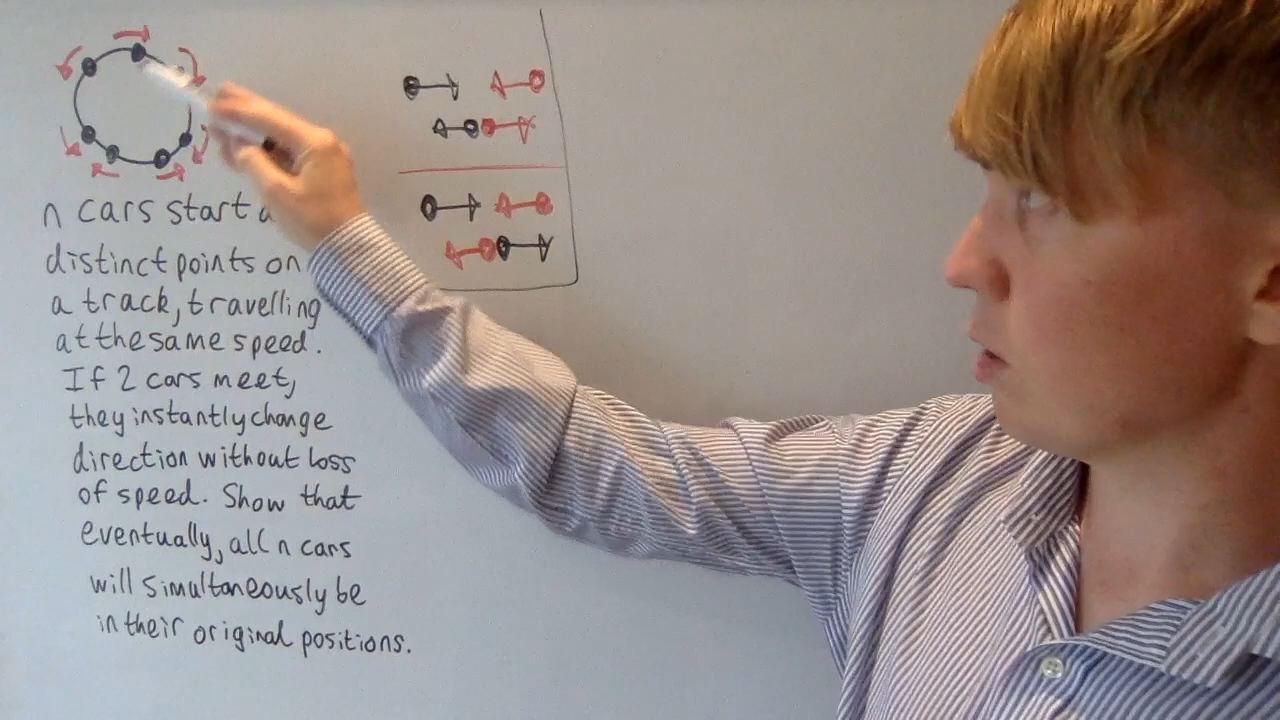 n cars start
distinct points on
a track, travelling
at the same speed.
If 2 cars meet,
they instantly change
direction without loss
of speed. Show that
eventually, all n cars
will simultaneously be
in their original positions.